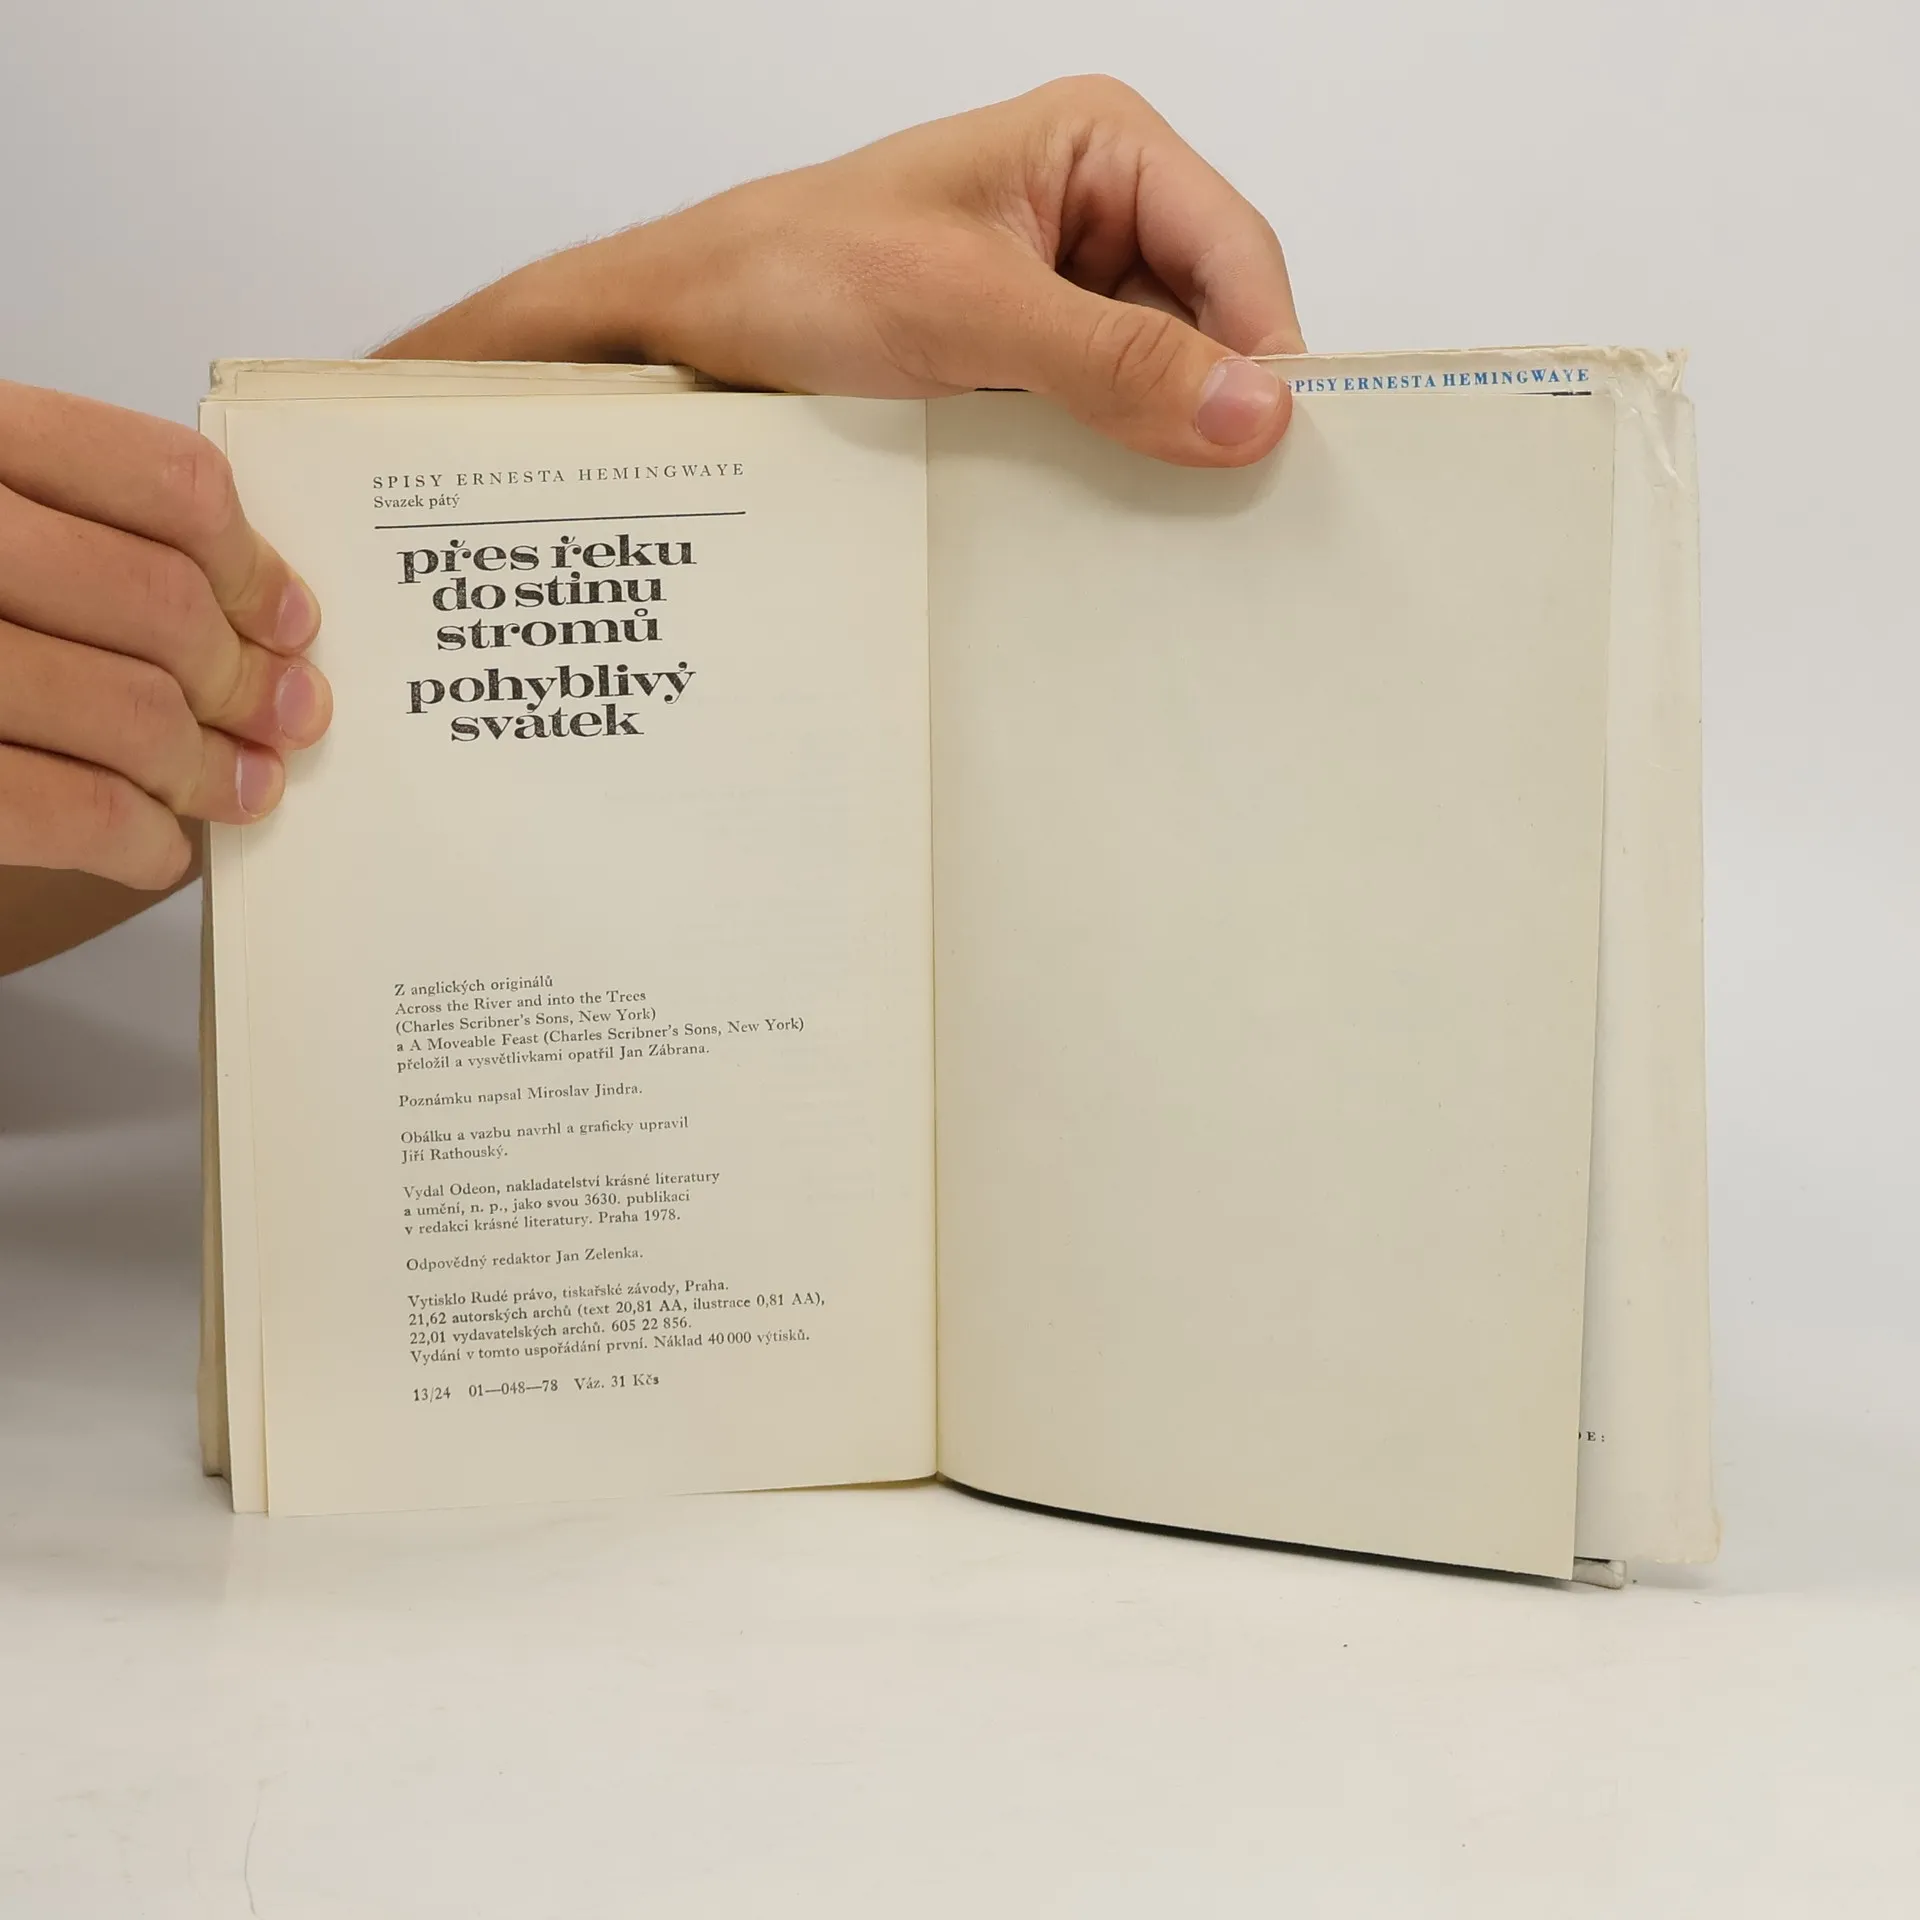 SPISY ERNESTA HEMINGWAYE
Svazek pátý
přes řeku
do stínu
stromů
pohyblivý
svátek
Z anglických originálů
Across the River and into the Trees
(Charles Scribner's Sons, New York)
a A Moveable Feast (Charles Scribner's Sons, New York)
přeložil a vysvětlivkami opatřil Jan Zábrana.
Poznámku napsal Miroslav Jindra.
Obálku a vazbu navrhl a graficky upravil
Jiří Rathouský.
Vydal Odeon, nakladatelství krásné literatury
a umění, n. p., jako svou 3630. publikaci
v redakci krásné literatury. Praha 1978.
Odpovědný redaktor Jan Zelenka.
Vytisklo Rudé právo, tiskařské závody, Praha.
21,62 autorských archů (text 20,81 AA, ilustrace 0,81 AA),
22,01 vydavatelských archů. 605 22 856.
Vydání v tomto uspořádání první. Náklad 40 000 výtisků.
13/24 01—048—78 Váz. 31 Kčs
SPISY ERNESTA HEMINGWAYE